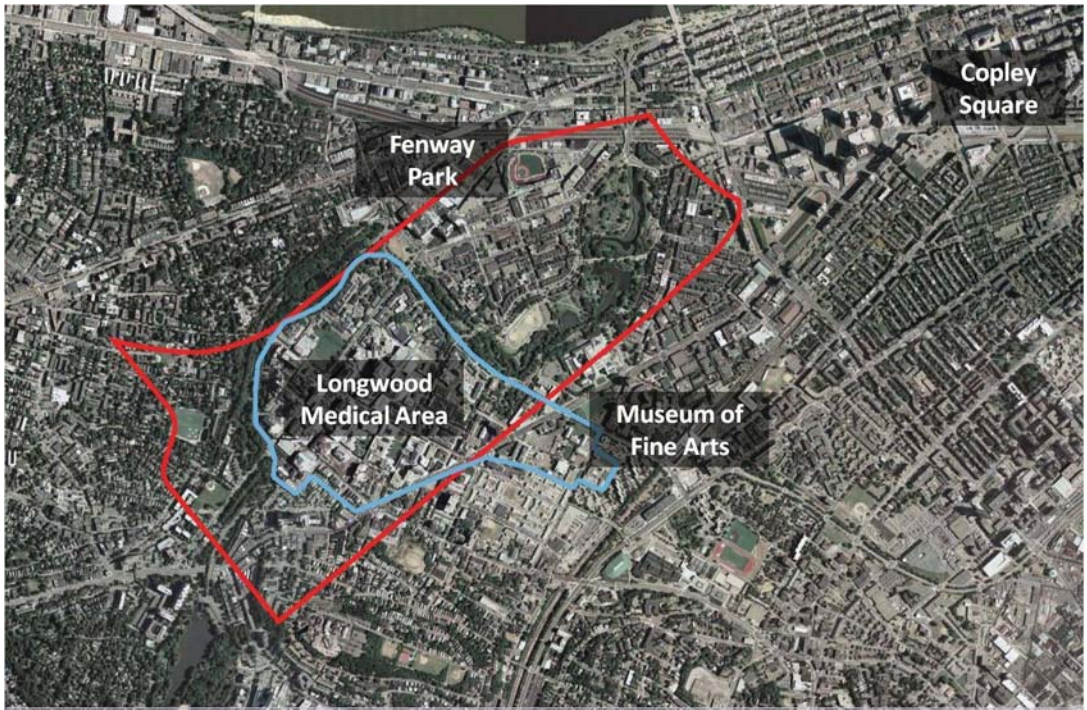 Copley
Square
Fenway
Park
Longwood
Medical Area
Museum of
Fine Arts